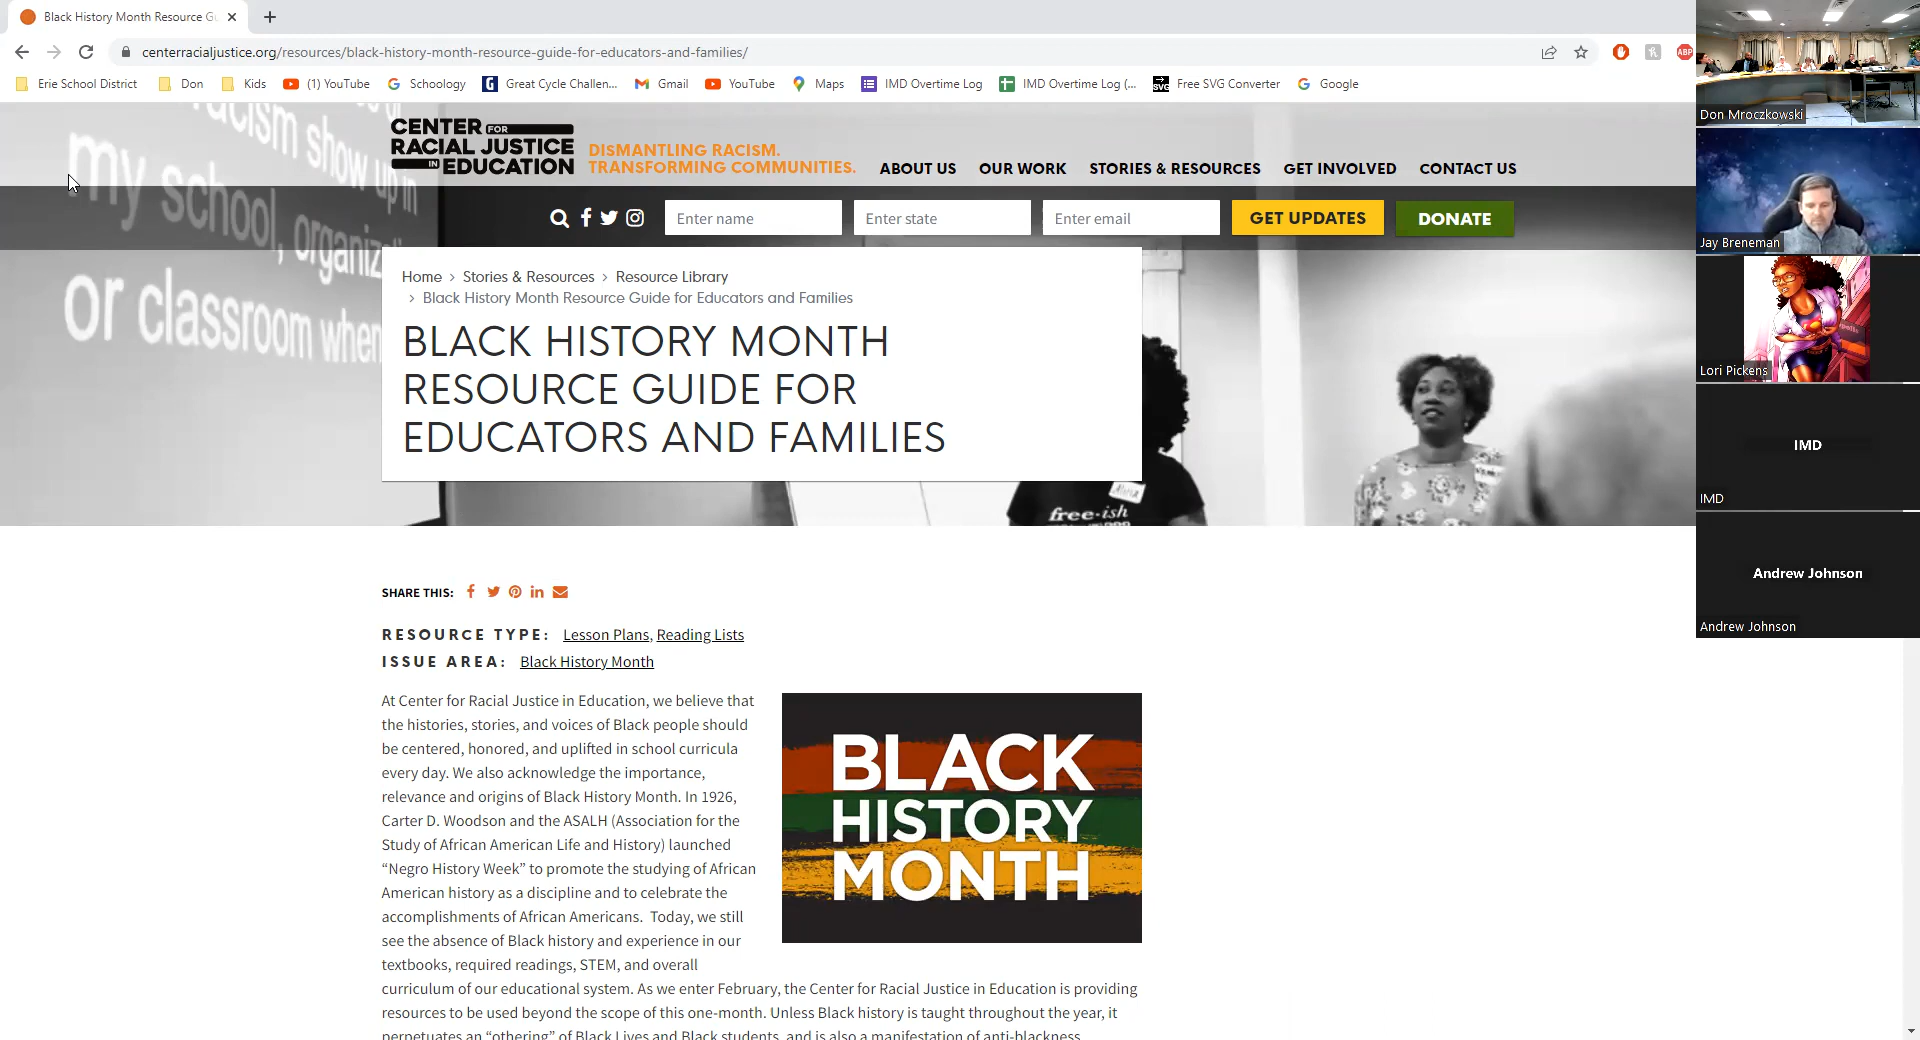 Black History Month Resource Gu
centerracialjustice.org/resources/black-history-month-resource-guide-for-educators-and-families/
Erie School District
Don
Kids
(1) YouTube
Schoology
Great Cycle Challen...
Gmail
YouTube
Maps
IMD Overtime Log
IMD Overtime Log (...
SVG
Free SVG Converter
Google
ABP
racism show up in
my school, organiz
or classroom when
CENTER FOR
RACIAL JUSTICE
IN EDUCATION
DISMANTLING RACISM.
TRANSFORMING COMMUNITIES.
ABOUT US
OUR WORK
STORIES & RESOURCES
GET INVOLVED
CONTACT US
Enter name
Enter state
Enter email
GET UPDATES
DONATE
Home › Stories & Resources › Resource Library
› Black History Month Resource Guide for Educators and Families
BLACK HISTORY MONTH
RESOURCE GUIDE FOR
EDUCATORS AND FAMILIES
free-ish
SHARE THIS:
RESOURCE TYPE: Lesson Plans, Reading Lists
ISSUE AREA: Black History Month
At Center for Racial Justice in Education, we believe that
the histories, stories, and voices of Black people should
be centered, honored, and uplifted in school curricula
every day. We also acknowledge the importance,
relevance and origins of Black History Month. In 1926,
Carter D. Woodson and the ASALH (Association for the
Study of African American Life and History) launched
“Negro History Week” to promote the studying of African
American history as a discipline and to celebrate the
accomplishments of African Americans.  Today, we still
see the absence of Black history and experience in our
textbooks, required readings, STEM, and overall
curriculum of our educational system. As we enter February, the Center for Racial Justice in Education is providing
resources to be used beyond the scope of this one-month. Unless Black history is taught throughout the year, it
perpetuates an “othering” of Black Lives and Black students, and is also a manifestation of anti-blackness.
BLACK
HISTORY
MONTH
Don Mroczkowski
Jay Breneman
Lori Pickens
IMD
IMD
Andrew Johnson
Andrew Johnson